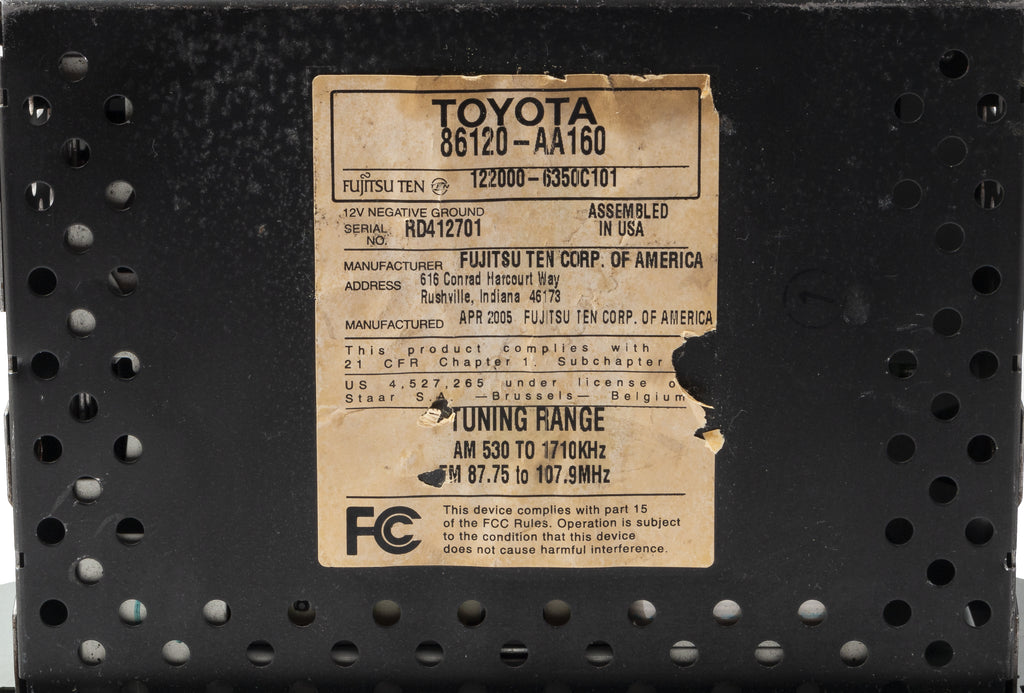 TOYOTA
86120-AA160
FUJITSU TEN 122000-6350C101
12V NEGATIVE GROUND ASSEMBLED
SERIAL NO. RD412701 IN USA
MANUFACTURER FUJITSU TEN CORP. OF AMERICA
ADDRESS 616 Conrad Harcourt Way
Rushville, Indiana 46173
MANUFACTURED APR 2005 FUJITSU TEN CORP. OF AMERICA
This product complies with
21 CFR Chapter 1. Subchapter
US 4,527,265 under license
Staar S.A. —Brussels— Belgium
TUNING RANGE
AM 530 TO 1710KHz
FM 87.75 to 107.9MHz
FC This device complies with part 15
of the FCC Rules. Operation is subject
to the condition that this device
does not cause harmful interference.